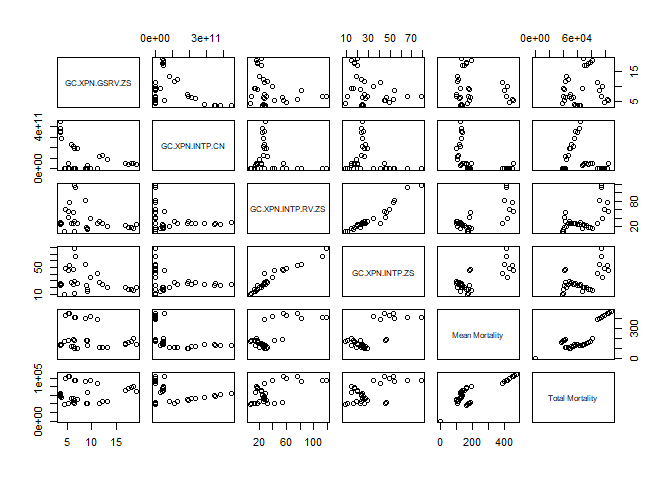 0e+00 3e+11
10 30 50 70
0e+00 6e+04
GC.XPN.GSRV.ZS
5 15
0e+00 4e+11
GC.XPN.INTP.CN
GC.XPN.INTP.RV.ZS
20 80
10 50
GC.XPN.INTP.ZS
Mean Mortality
0 300
0e+00 1e+05
Total Mortality
5 10 15
20 60 100
0 200 400